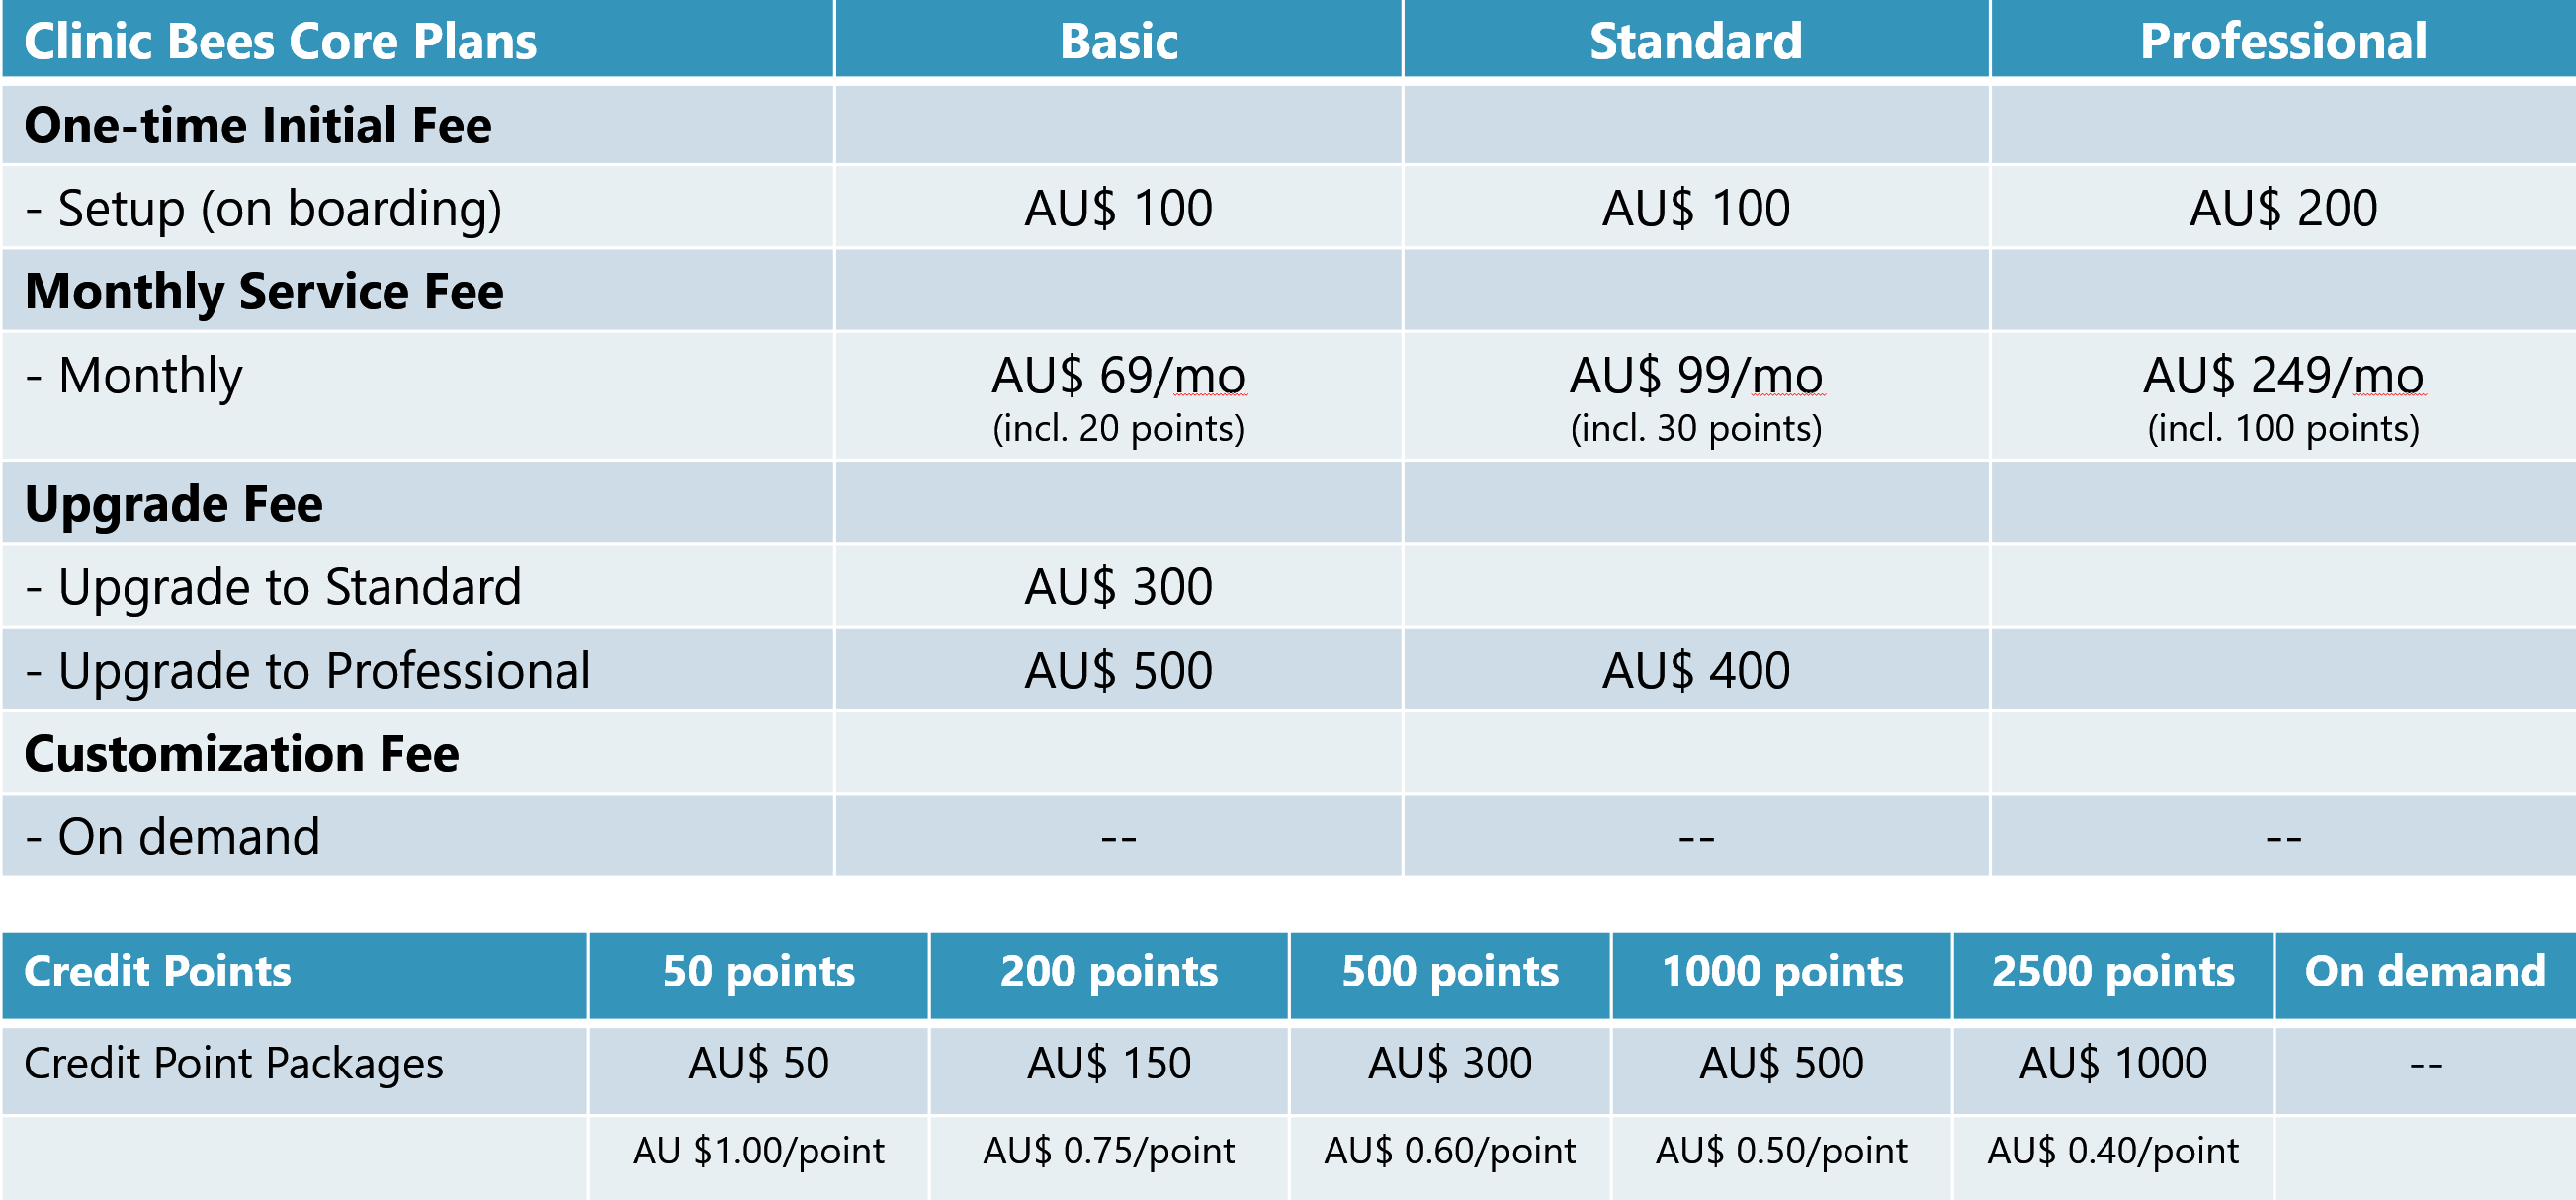 Clinic Bees Core Plans Basic Standard Professional
One-time Initial Fee
- Setup (on boarding) AU$ 100 AU$ 100 AU$ 200
Monthly Service Fee
- Monthly AU$ 69/mo AU$ 99/mo AU$ 249/mo
(incl. 20 points) (incl. 30 points) (incl. 100 points)
Upgrade Fee
- Upgrade to Standard AU$ 300
- Upgrade to Professional AU$ 500 AU$ 400
Customization Fee
- On demand -- -- --
Credit Points 50 points 200 points 500 points 1000 points 2500 points On demand
Credit Point Packages AU$ 50 AU$ 150 AU$ 300 AU$ 500 AU$ 1000 --
AU $1.00/point AU$ 0.75/point AU$ 0.60/point AU$ 0.50/point AU$ 0.40/point